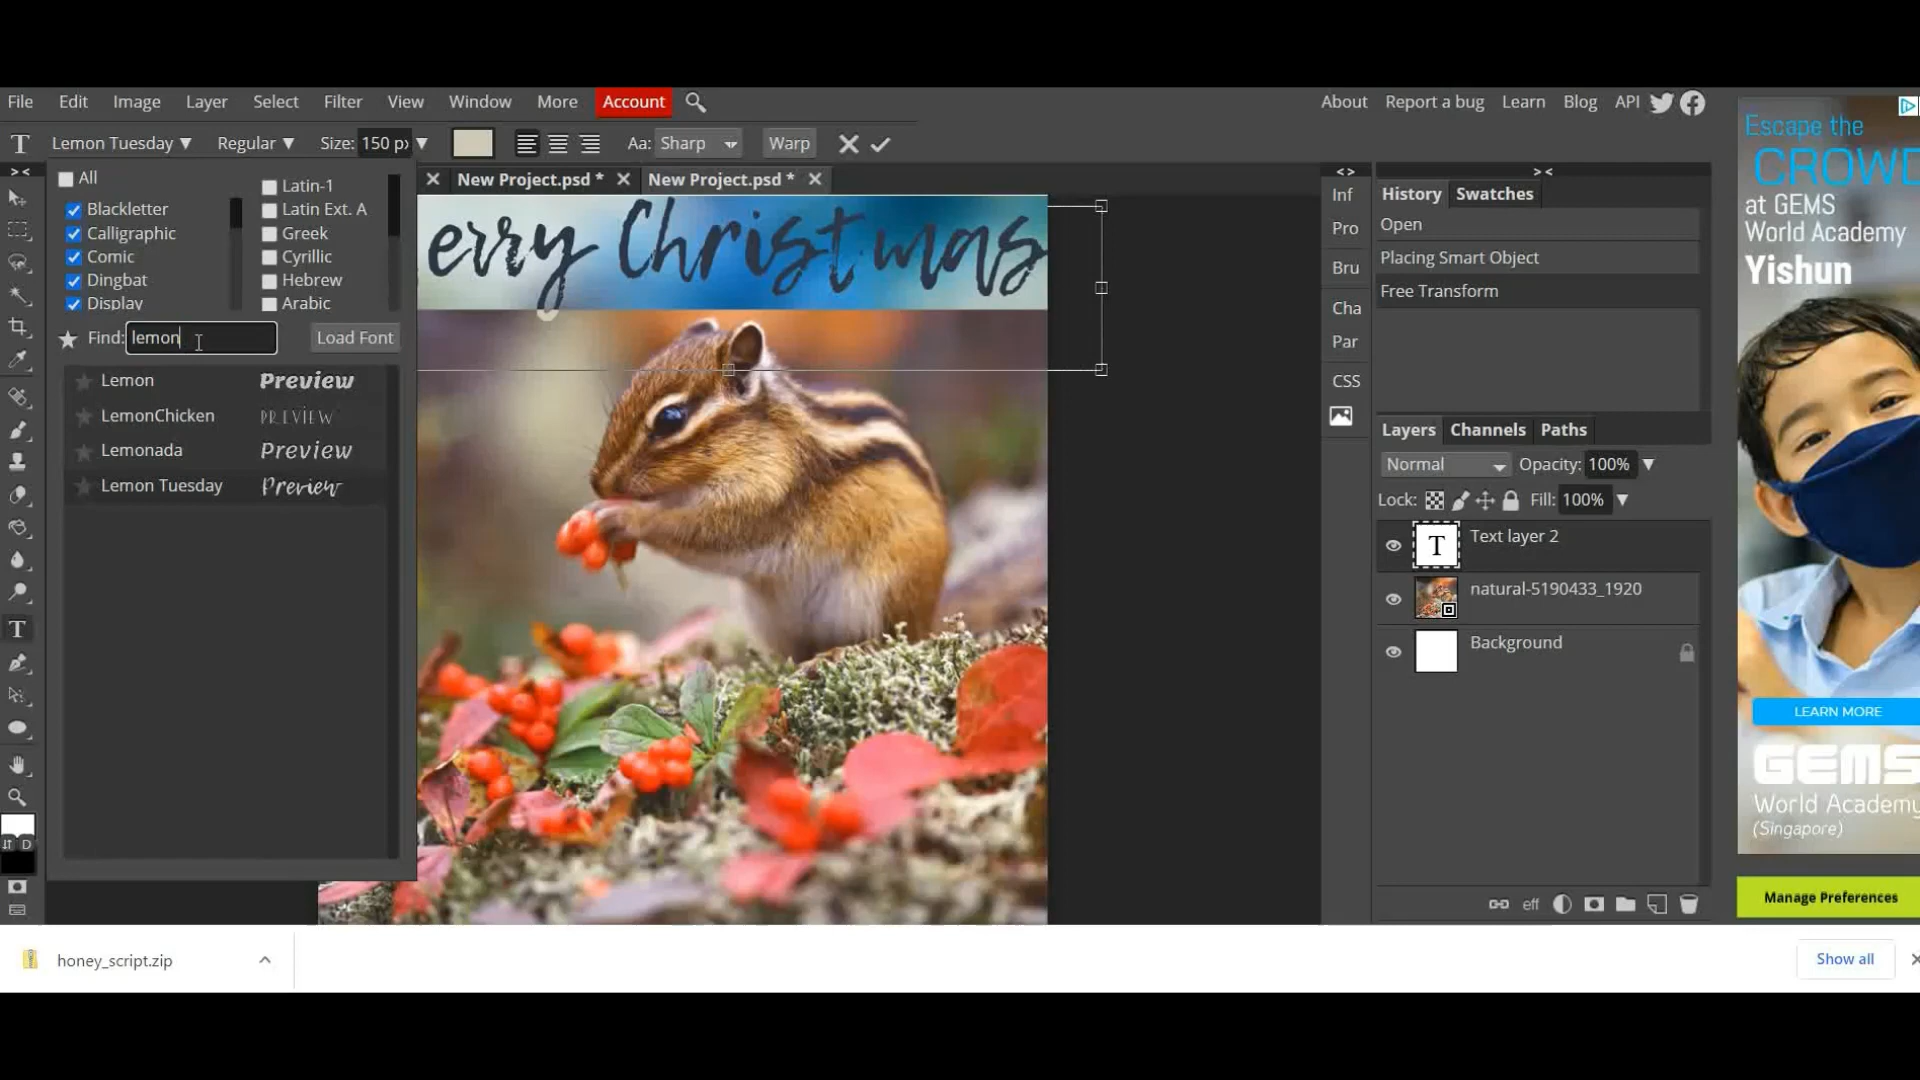 File Edit Image Layer Select Filter View Window More Account
About Report a bug Learn Blog API
Lemon Tuesday Regular Size: 150 px Aa: Sharp Warp
All
Blackletter
Calligraphic
Comic
Dingbat
Display
Latin-1
Latin Ext. A
Greek
Cyrillic
Hebrew
Arabic
Find: lemon Load Font
Lemon Preview
LemonChicken PREVIEW
Lemonada Preview
Lemon Tuesday Preview
New Project.psd * New Project.psd *
erry Christmas
Inf
Pro
Bru
Cha
Par
CSS
History Swatches
Open
Placing Smart Object
Free Transform
Layers Channels Paths
Normal Opacity: 100%
Lock: Fill: 100%
T Text layer 2
natural-5190433_1920
Background
eff
D
Escape the
CROWD
at GEMS
World Academy
Yishun
LEARN MORE
GEMS
World Academy
(Singapore)
Manage Preferences
honey_script.zip
Show all